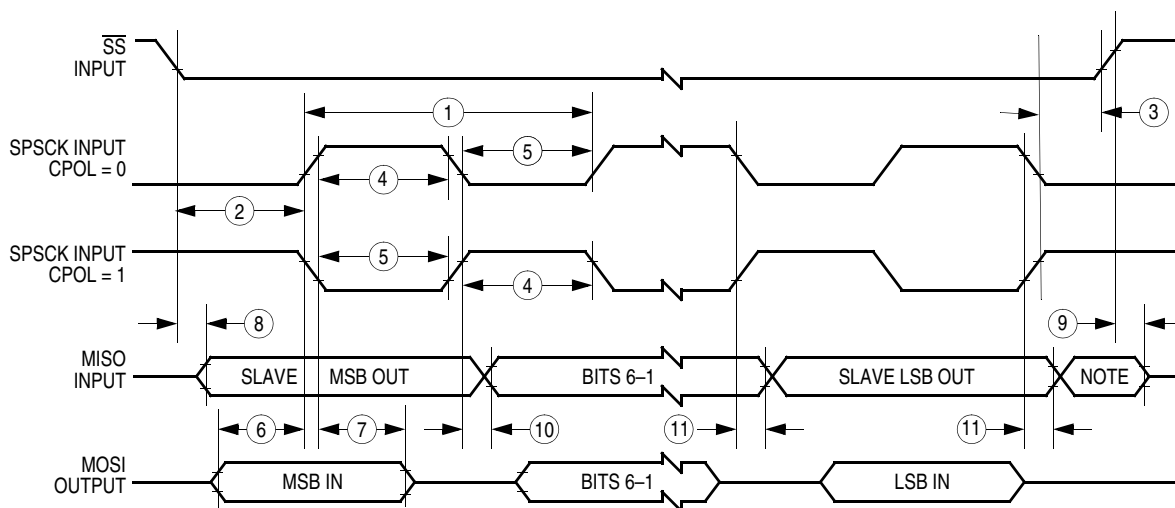 SS
INPUT
1
3
SPSCK INPUT
CPOL = 0
5
4
2
SPSCK INPUT
CPOL = 1
5
4
8
9
MISO
INPUT
SLAVE MSB OUT
BITS 6–1
SLAVE LSB OUT
NOTE
6
7
10
11
11
MOSI
OUTPUT
MSB IN
BITS 6–1
LSB IN